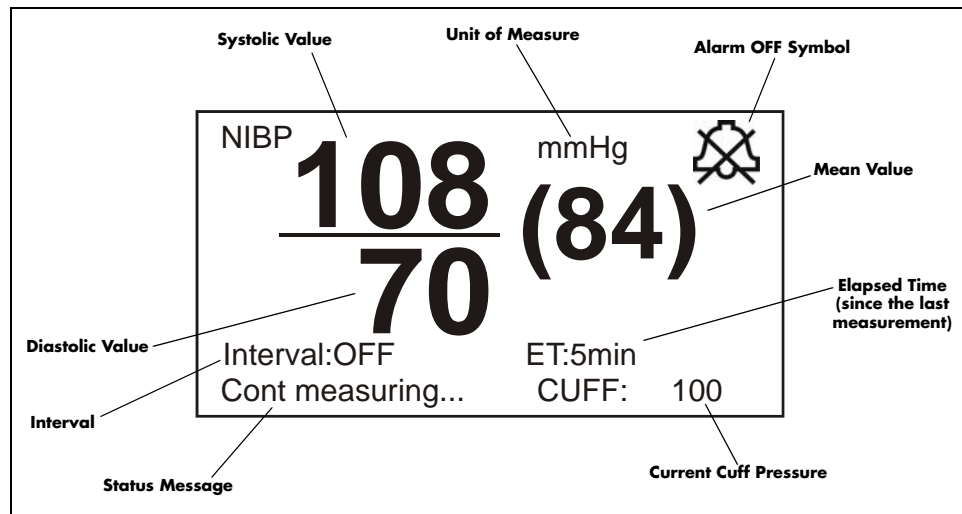 Systolic Value
Unit of Measure
Alarm OFF Symbol
NIBP
108
mmHg
(84)
Mean Value
70
Elapsed Time
(since the last
measurement)
Diastolic Value
Interval:OFF
ET:5min
Cont measuring...
CUFF: 100
Interval
Status Message
Current Cuff Pressure